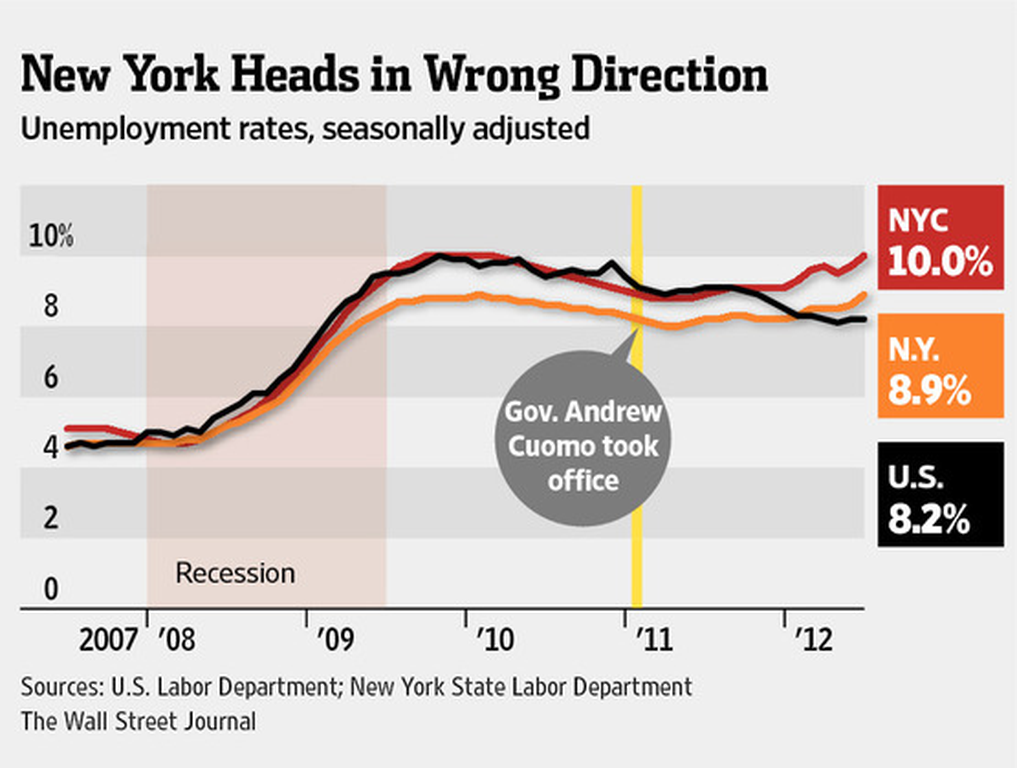 New York Heads in Wrong Direction
Unemployment rates, seasonally adjusted
10%
8
6
4
2
0
NYC
10.0%
N.Y.
8.9%
U.S.
8.2%
Gov. Andrew
Cuomo took
office
Recession
2007 ’08 ’09 ’10 ’11 ’12
Sources: U.S. Labor Department; New York State Labor Department
The Wall Street Journal